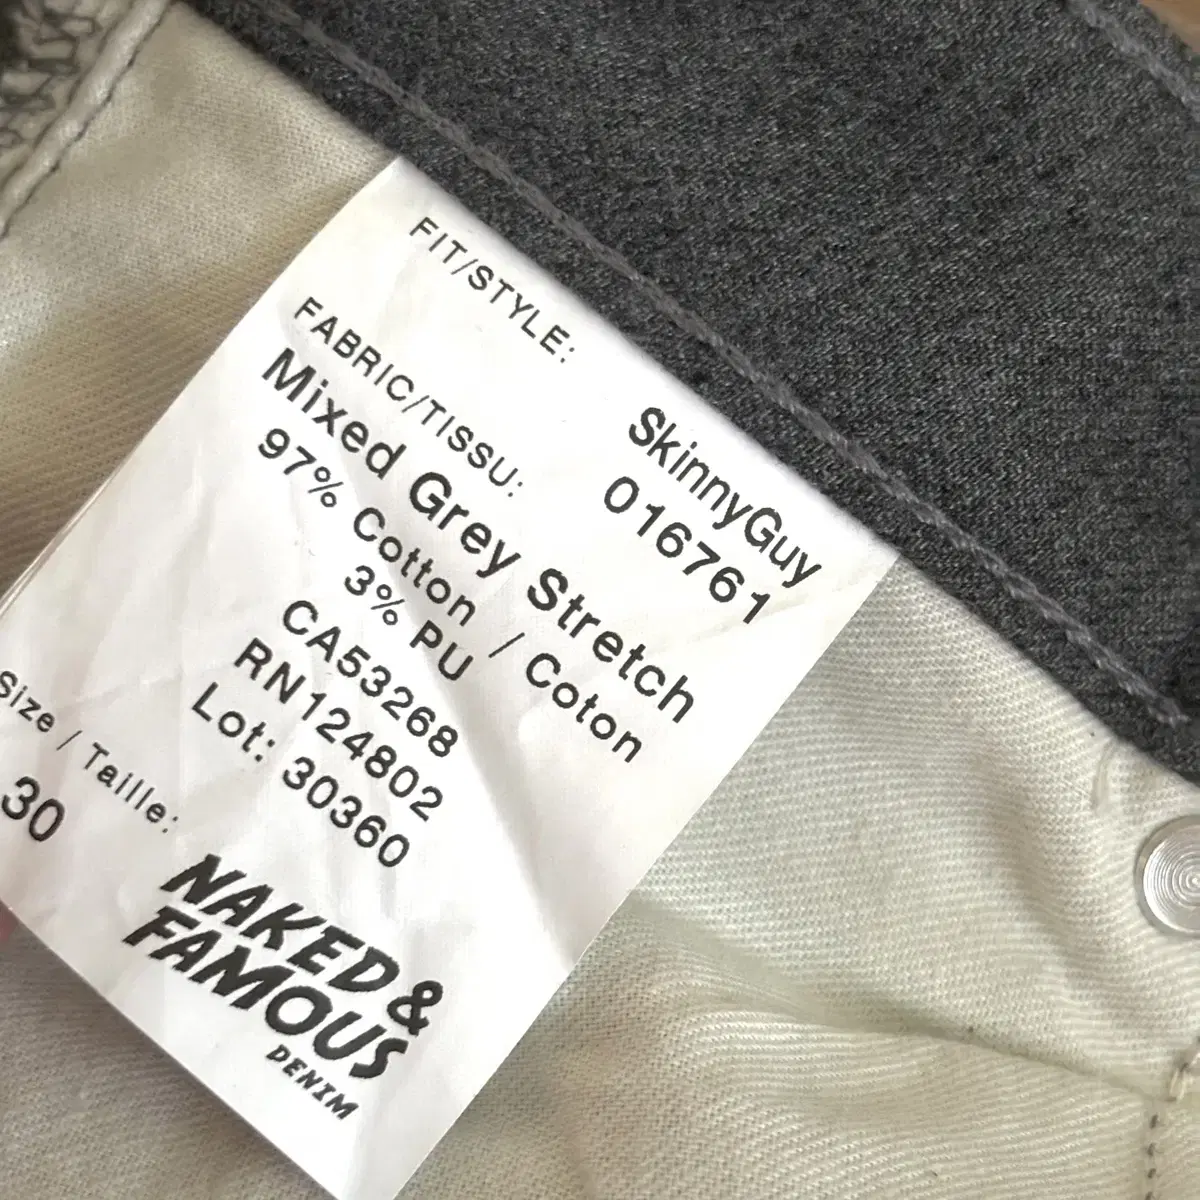 FIT/STYLE:
SkinnyGuy
016761
FABRIC/TISSU:
Mixed Grey Stretch
97% Cotton / Coton
3% PU
CA53268
RN124802
Lot: 30360
Size / Taille:
30
NAKED &
FAMOUS
DENIM